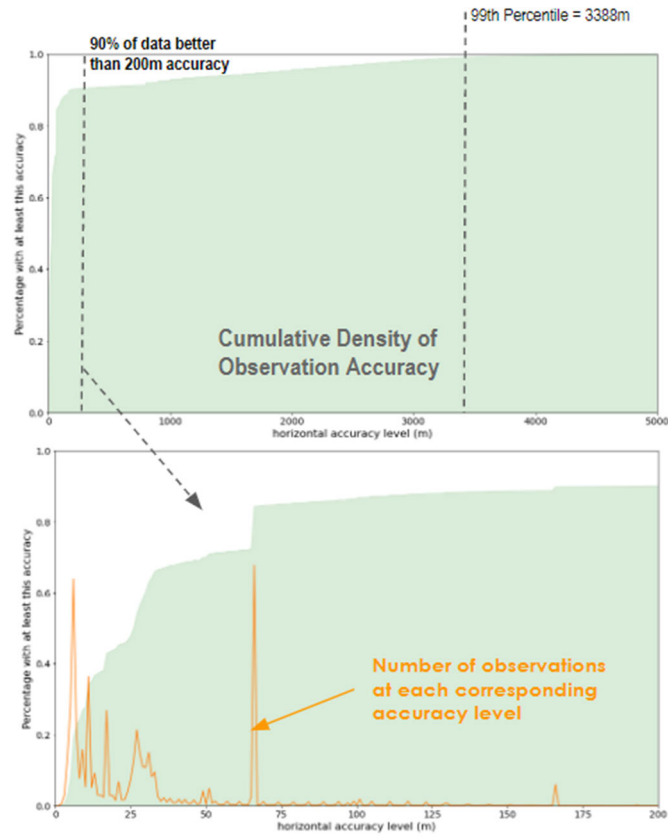 99th Percentile = 3388m
90% of data better
than 200m accuracy
1.0
0.8
0.6
0.4
0.2
0.0
Percentage with at least this accuracy
Cumulative Density of
Observation Accuracy
0
1000
2000
3000
4000
5000
horizontal accuracy level (m)
1.0
0.8
0.6
0.4
0.2
0.0
Percentage with at least this accuracy
Number of observations
at each corresponding
accuracy level
0
25
50
75
100
125
150
175
200
horizontal accuracy level (m)